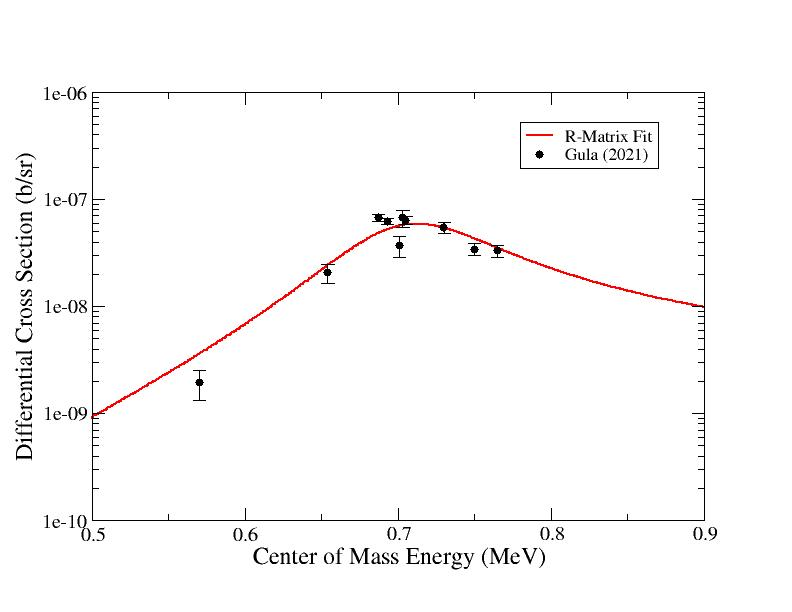 1e-06
R-Matrix Fit
Gula (2021)
1e-07
Differential Cross Section (b/sr)
1e-08
1e-09
1e-10
0.5
0.6
0.7
0.8
0.9
Center of Mass Energy (MeV)